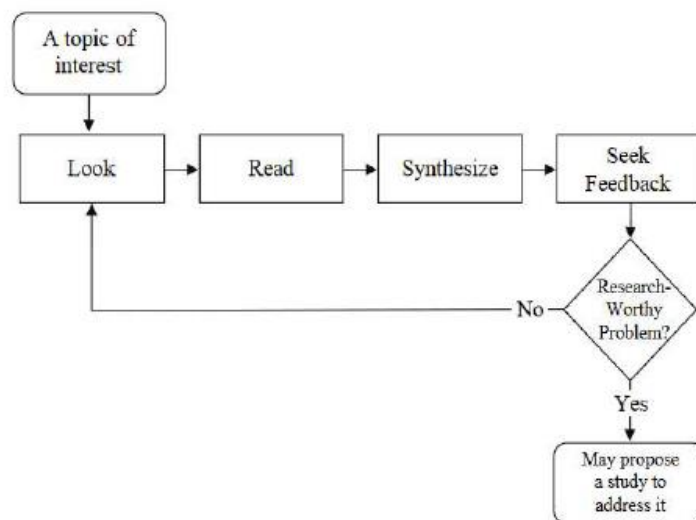 A topic of
interest
Look
Read
Synthesize
Seek
Feedback
Research-
Worthy
Problem?
No
Yes
May propose
a study to
address it